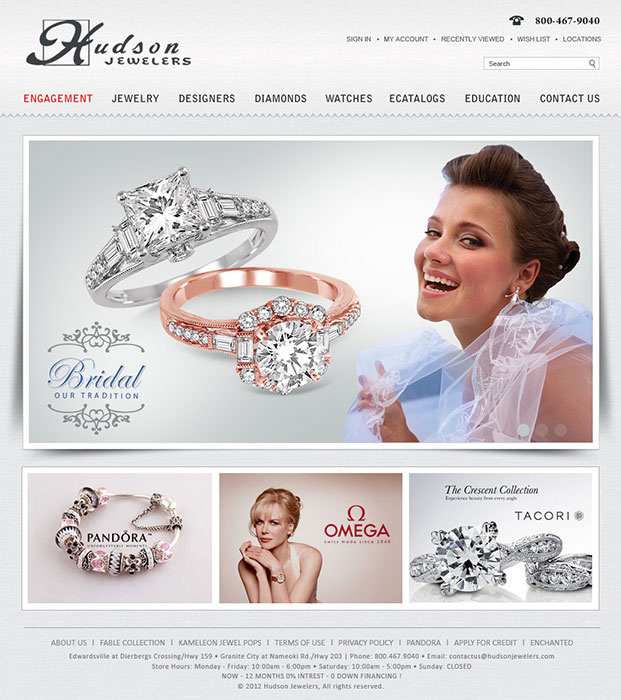 Hudson
JEWELERS
800-467-9040
SIGN IN • MY ACCOUNT • RECENTLY VIEWED • WISH LIST • LOCATIONS
Search
ENGAGEMENT JEWELRY DESIGNERS DIAMONDS WATCHES ECATALOGS EDUCATION CONTACT US
Bridal
OUR TRADITION
PANDÖRA™
UNFORGETTABLE MOMENTS
Ω
OMEGA
swiss made since 1848
The Crescent Collection
Experience beauty from every angle
TACORI
ABOUT US | FABLE COLLECTION | KAMELEON JEWEL POPS | TERMS OF USE | PRIVACY POLICY | PANDORA | APPLY FOR CREDIT | ENCHANTED
Edwardsville at Dierbergs Crossing/Hwy 159 • Granite City at Nameoki Rd./Hwy 203 | Phone: 800.467.9040 • Email: contactus@hudsonjewelers.com
Store Hours: Monday - Friday: 10:00am - 6:00pm • Saturday: 10:00am - 5:00pm • Sunday: CLOSED
NOW - 12 MONTHS 0% INTREST - 0 DOWN FINANCING !
© 2012 Hudson Jewelers, All rights reserved.